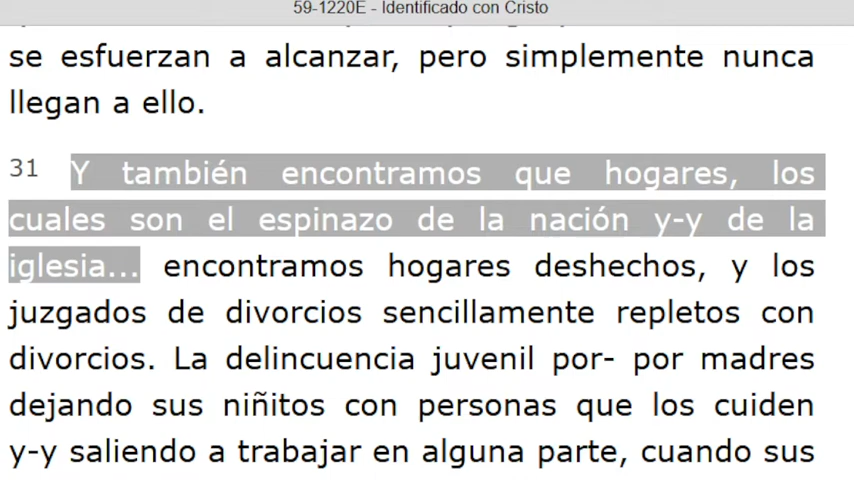 59-1220E - Identificado con Cristo
se esfuerzan a alcanzar, pero simplemente nunca
llegan a ello.
31 Y también encontramos que hogares, los
cuales son el espinazo de la nación y-y de la
iglesia... encontramos hogares deshechos, y los
juzgados de divorcios sencillamente repletos con
divorcios. La delincuencia juvenil por- por madres
dejando sus niñitos con personas que los cuiden
y-y saliendo a trabajar en alguna parte, cuando sus